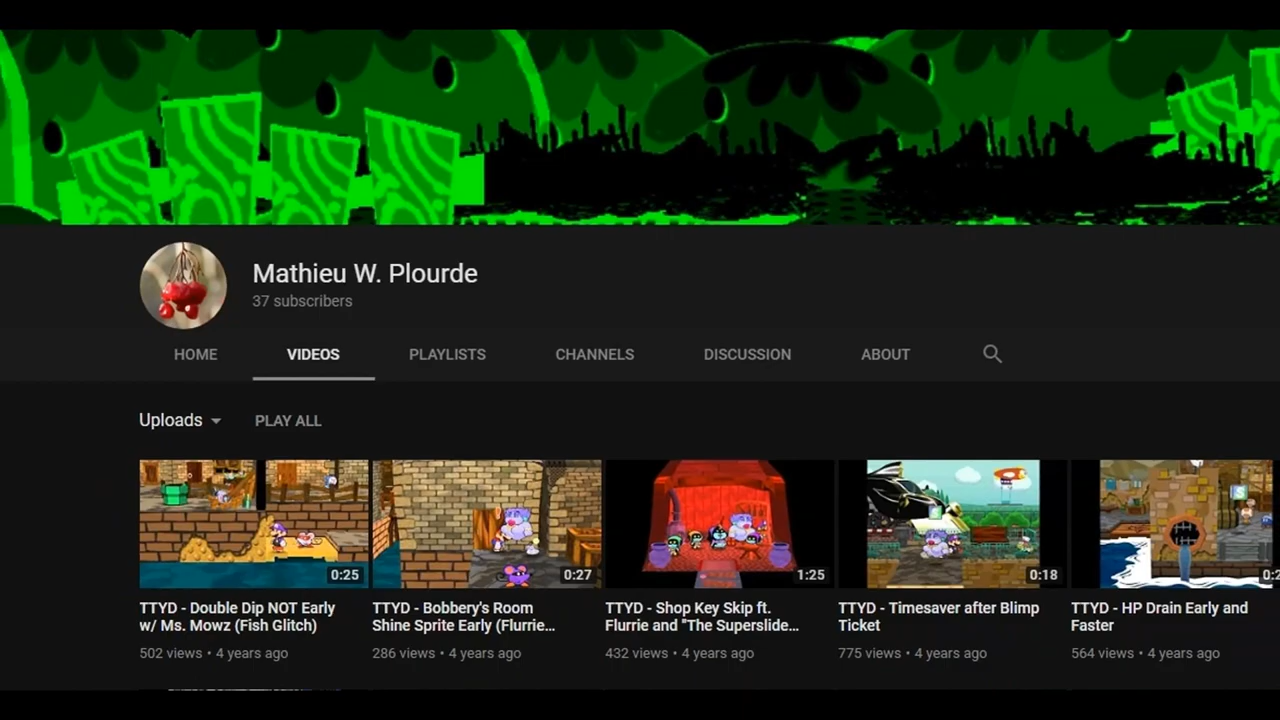 Mathieu W. Plourde
37 subscribers
HOME
VIDEOS
PLAYLISTS
CHANNELS
DISCUSSION
ABOUT
Uploads
PLAY ALL
0:25
0:27
1:25
0:18
TTYD - Double Dip NOT Early
w/ Ms. Mowz (Fish Glitch)
502 views • 4 years ago
TTYD - Bobbery's Room
Shine Sprite Early (Flurrie...
286 views • 4 years ago
TTYD - Shop Key Skip ft.
Flurrie and "The Superslide...
432 views • 4 years ago
TTYD - Timesaver after Blimp
Ticket
775 views • 4 years ago
TTYD - HP Drain Early and
Faster
564 views • 4 years ago